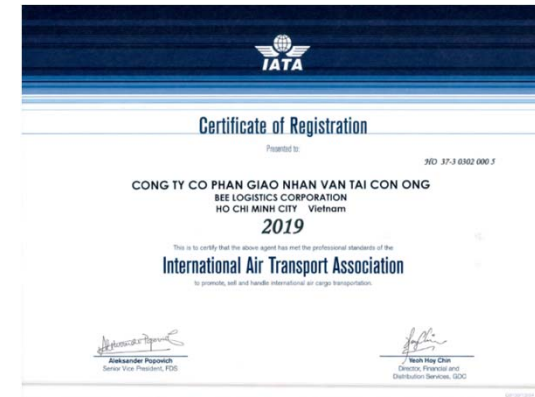 IATA
Certificate of Registration
Presented to:
HO 37-3 0302 000 5
CONG TY CO PHAN GIAO NHAN VAN TAI CON ONG
BEE LOGISTICS CORPORATION
HO CHI MINH CITY Vietnam
2019
This is to certify that the above agent has met the professional standards of the
International Air Transport Association
to promote, sell and handle international air cargo transportation.
Aleksander Popovich
Senior Vice President, FDS
Yeoh Hoy Chin
Director, Financial and
Distribution Services, GDC